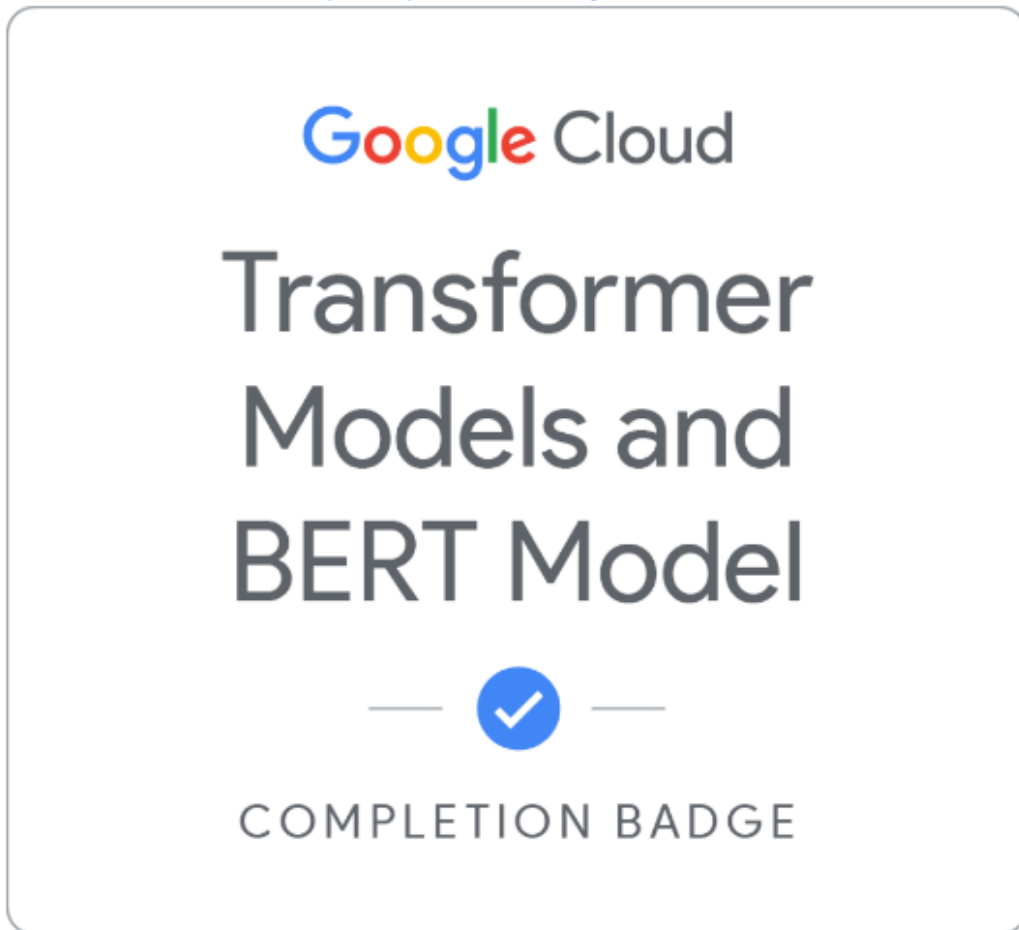 Google Cloud
Transformer
Models and
BERT Model
COMPLETION BADGE